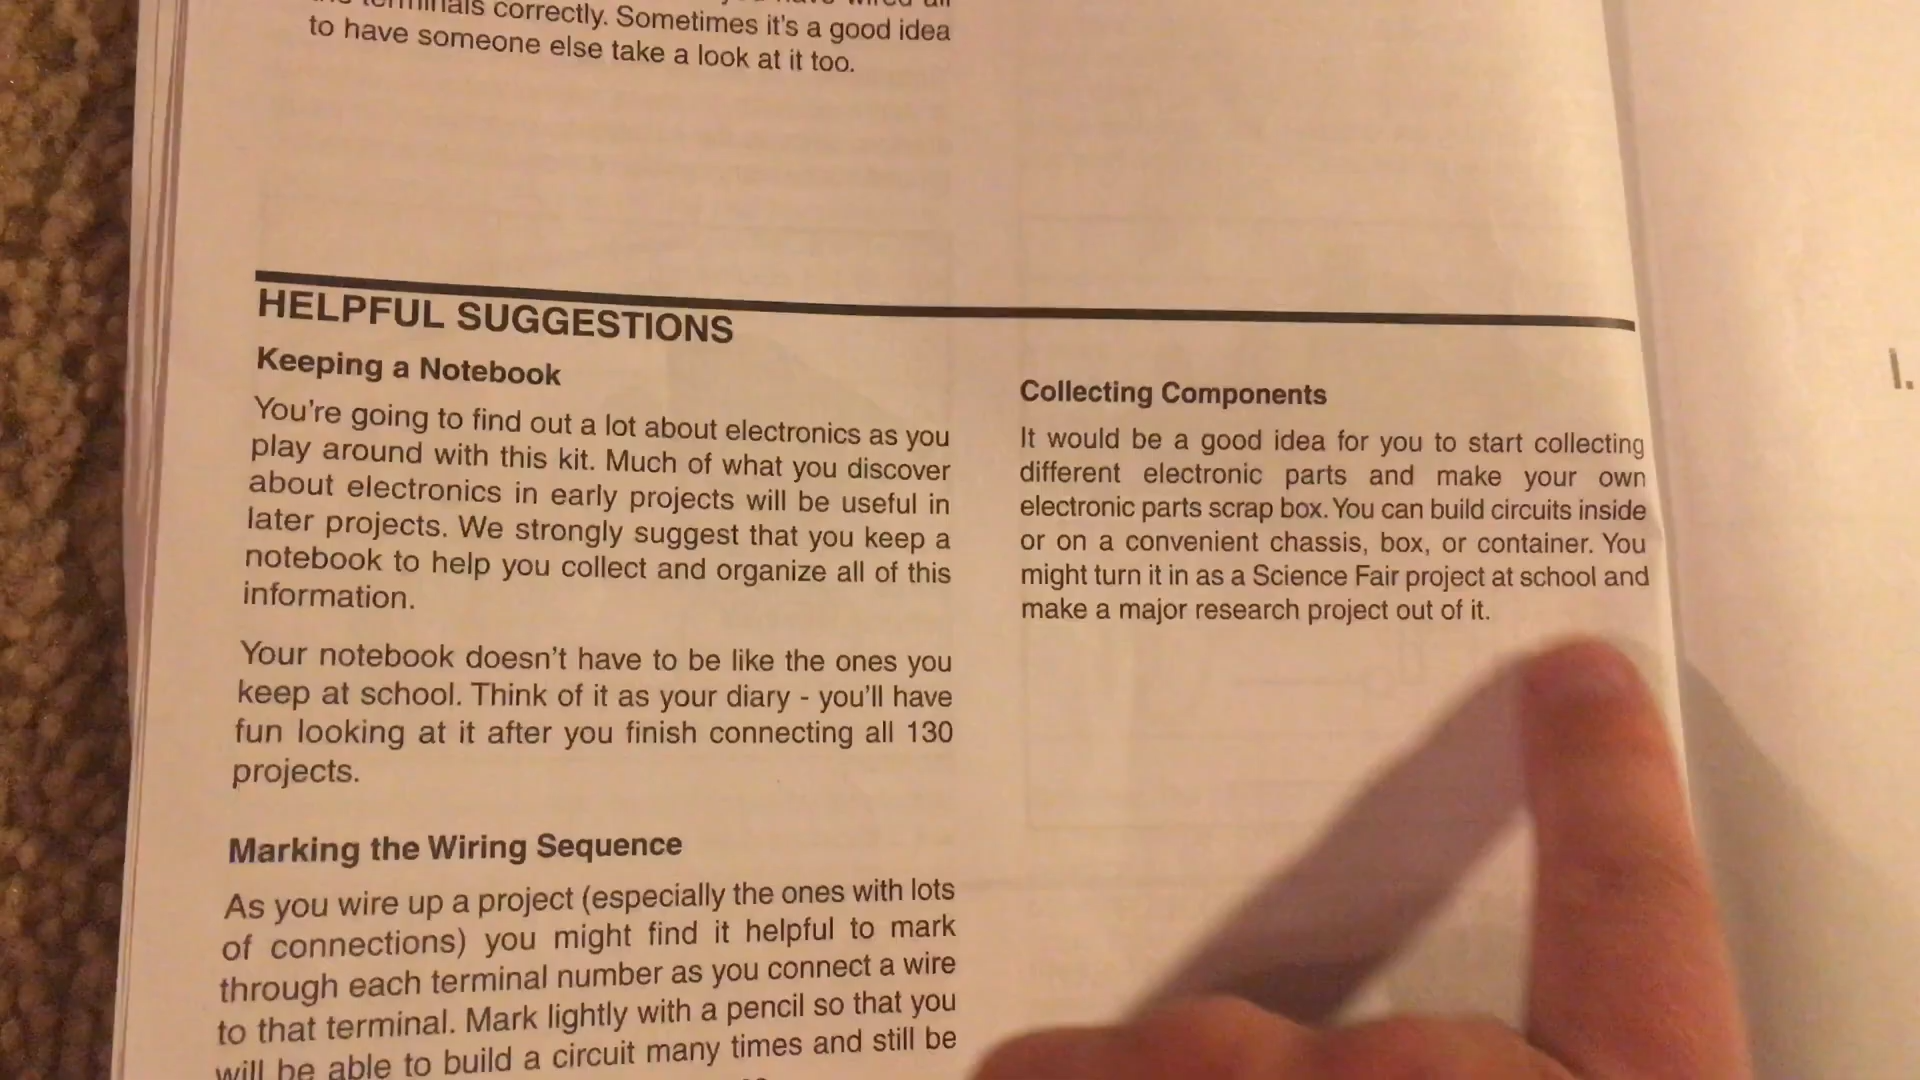 terminals correctly. Sometimes it's a good idea
to have someone else take a look at it too.
HELPFUL SUGGESTIONS
Keeping a Notebook
You're going to find out a lot about electronics as you
play around with this kit. Much of what you discover
about electronics in early projects will be useful in
later projects. We strongly suggest that you keep a
notebook to help you collect and organize all of this
information.
Your notebook doesn't have to be like the ones you
keep at school. Think of it as your diary - you'll have
fun looking at it after you finish connecting all 130
projects.
Marking the Wiring Sequence
As you wire up a project (especially the ones with lots
of connections) you might find it helpful to mark
through each terminal number as you connect a wire
to that terminal. Mark lightly with a pencil so that you
will be able to build a circuit many times and still be
Collecting Components
It would be a good idea for you to start collecting
different electronic parts and make your own
electronic parts scrap box. You can build circuits inside
or on a convenient chassis, box, or container. You
might turn it in as a Science Fair project at school and
make a major research project out of it.
I.